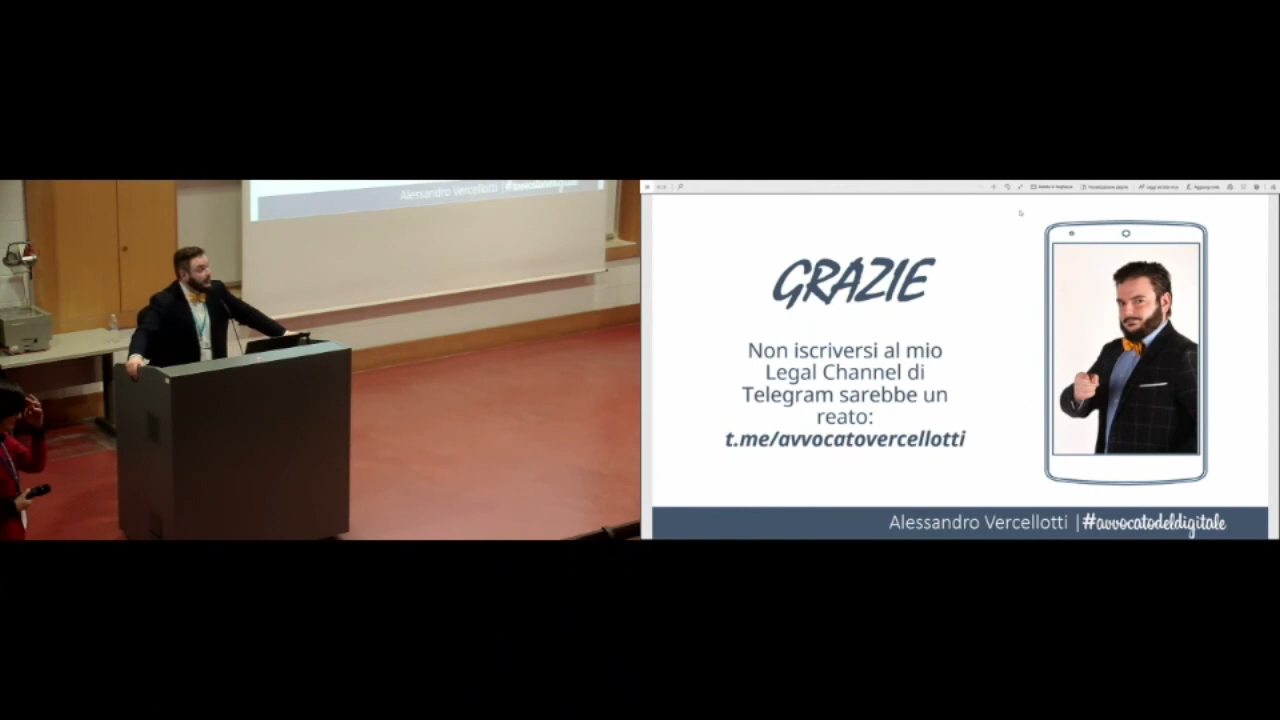 Alessandro Vercellotti | #avvocatodeldigitale
GRAZIE
Non iscriversi al mio
Legal Channel di
Telegram sarebbe un
reato:
t.me/avvocatovercellotti
Alessandro Vercellotti | #avvocatodeldigitale